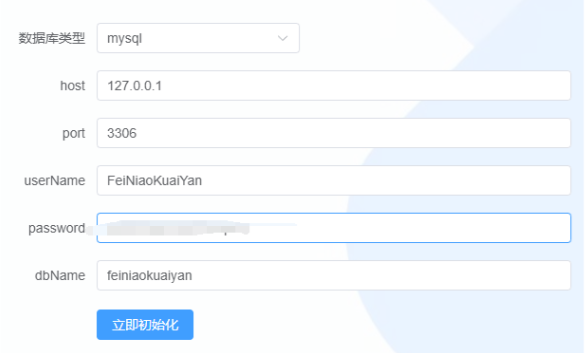 数据库类型 mysql
host 127.0.0.1
port 3306
userName FeiNiaoKuaiYan
password
dbName feiniaokuaiyan
立即初始化